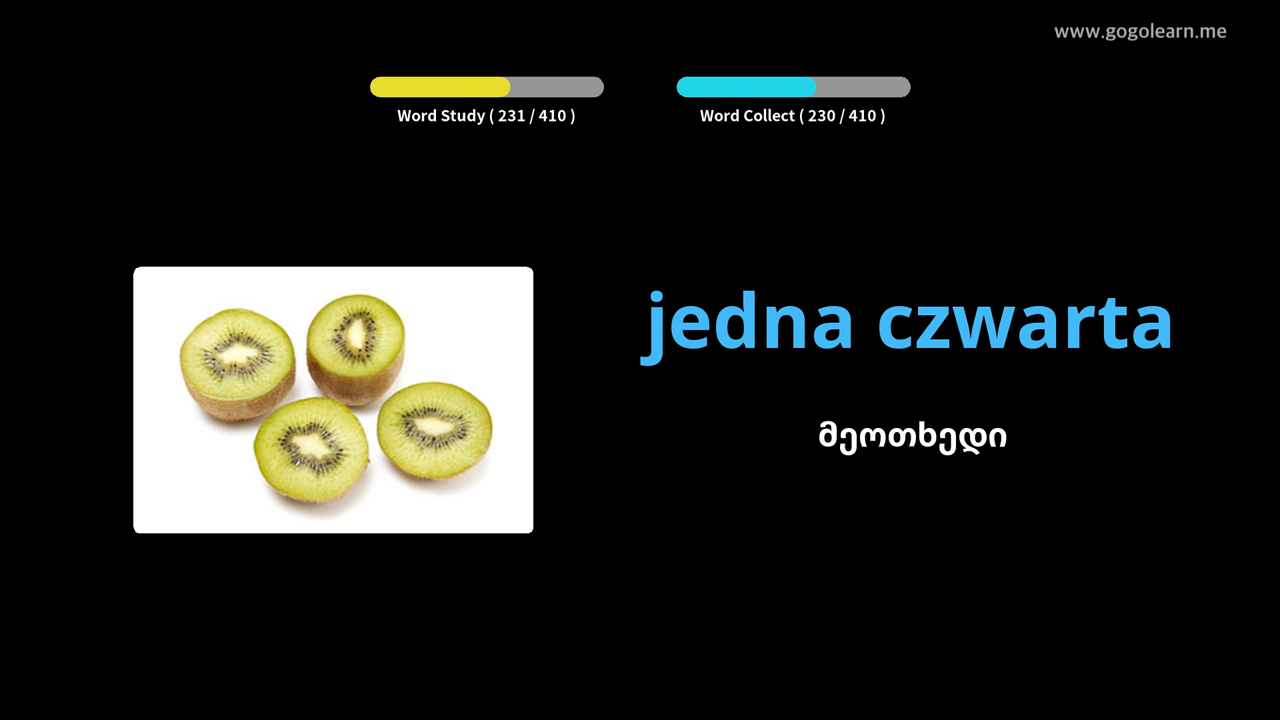 www.gogolearn.me
Word Study ( 231 / 410 )
Word Collect ( 230 / 410 )
jedna czwarta
მეოთხედი